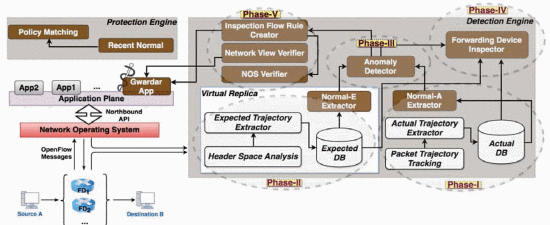 Protection Engine
Policy Matching
Recent Normal
Gwardar
App
App2
App1
...
Application Plane
Northbound
API
Network Operating System
OpenFlow
Messages
FD1
FD2
...
Source A
Destination B
Phase-V
Inspection Flow Rule
Creator
Network View Verifier
NOS Verifier
Phase-III
Anomaly
Detector
Phase-IV
Detection Engine
Forwarding Device
Inspector
Virtual Replica
Normal-E
Extractor
Expected Trajectory
Extractor
Header Space Analysis
Expected
DB
Phase-II
Normal-A
Extractor
Actual Trajectory
Extractor
Packet Trajectory
Tracking
Actual
DB
Phase-I